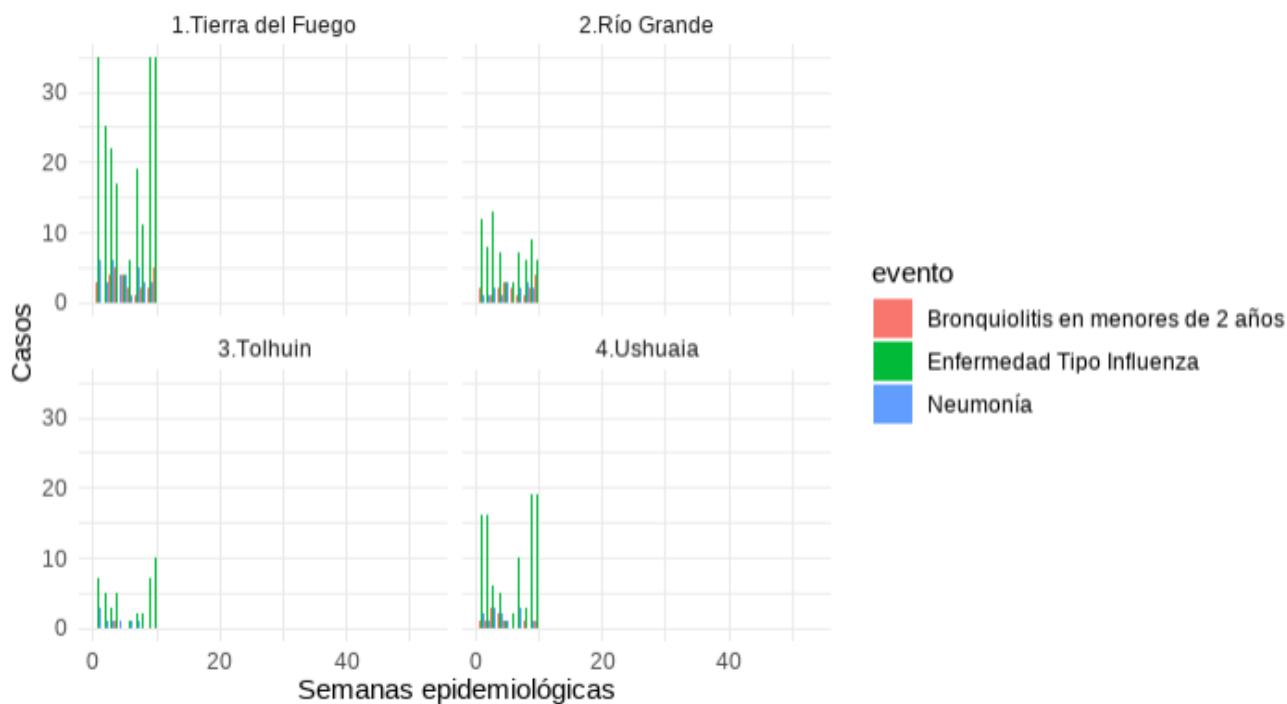 1.Tierra del Fuego
2.Río Grande
30
20
10
0
3.Tolhuin
4.Ushuaia
30
20
10
0
0
20
40
0
20
40
Casos
Semanas epidemiológicas
evento
Bronquiolitis en menores de 2 años
Enfermedad Tipo Influenza
Neumonía